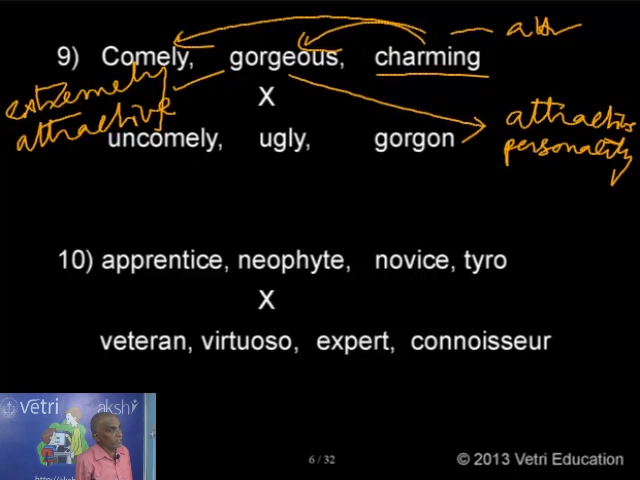 9) Comely, gorgeous, charming
extremely
attractive
X
attractive
personality
uncomely, ugly, gorgon
10) apprentice, neophyte, novice, tyro
X
veteran, virtuoso, expert, connoisseur
vetri
akshi
6 / 32
© 2013 Vetri Education